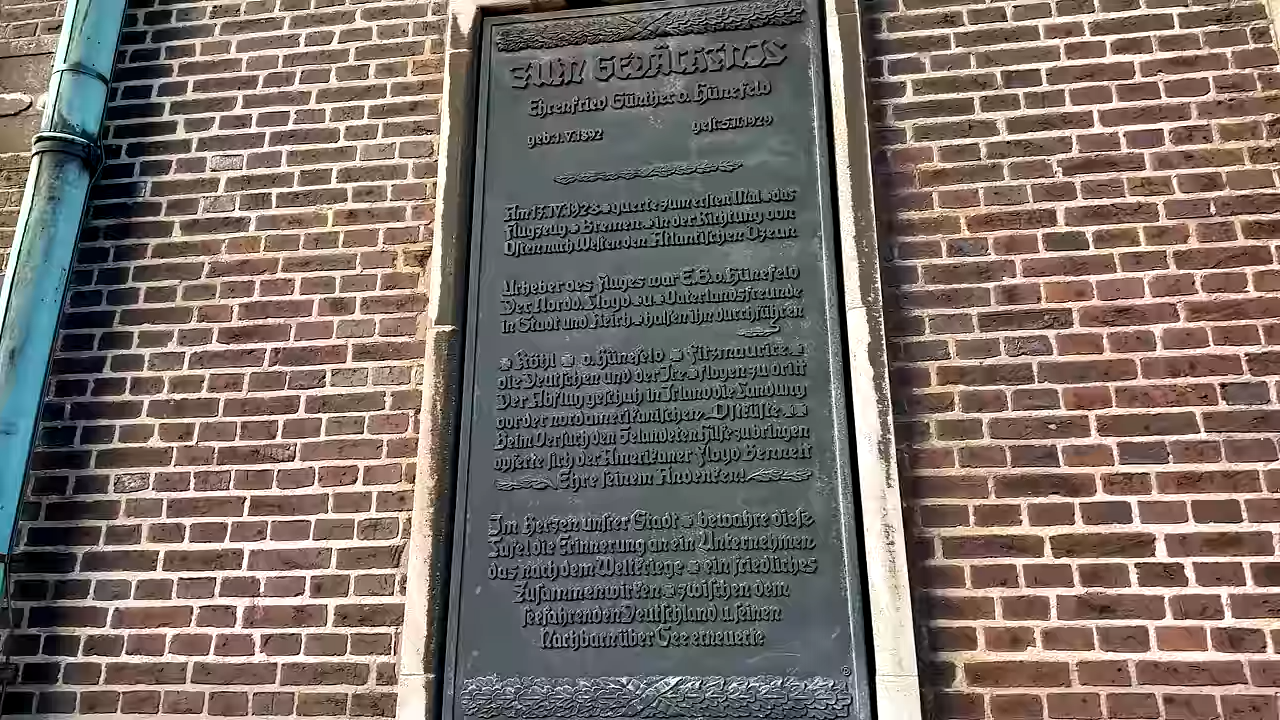 ZUM GEDÄCHTNIS
Ehrenfried Günther v. Hünefeld
geb. 1. V. 1892 gest. 5. II. 1929
Am 13. IV. 1928 querte zum ersten Mal das
Flugzeug Bremen in der Richtung von
Osten nach Westen den Atlantischen Ozean
Urheber des Fluges war E. G. v. Hünefeld
Der Nordd. Lloyd u. Vaterlandsfreunde
in Stadt und Reich halfen ihn durchführen
Köhl v. Hünefeld Fitzmaurice
die Deutschen und der Ire flogen zu dritt
Der Abflug geschah in Irland die Landung
vor der nordamerikanischen Ostküste
Beim Versuch den Gelandeten Hilfe zu bringen
opferte sich der Amerikaner Floyd Bennett
Ehre seinem Andenken!
Im Herzen unsrer Stadt bewahre diese
Tafel die Erinnerung an ein Unternehmen,
das nach dem Weltkriege ein friedliches
Zusammenwirken zwischen dem
seefahrenden Deutschland u. seinen
Nachbarn über See erneuerte